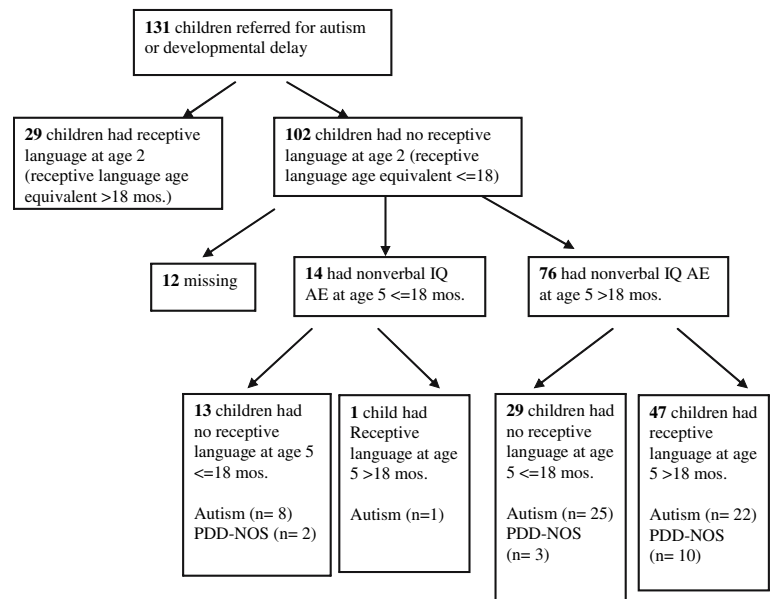 131 children referred for autism
or developmental delay
29 children had receptive
language at age 2
(receptive language age
equivalent >18 mos.)
102 children had no receptive
language at age 2 (receptive
language age equivalent <=18)
12 missing
14 had nonverbal IQ
AE at age 5 <=18 mos.
76 had nonverbal IQ AE
at age 5 >18 mos.
13 children had
no receptive
language at age 5
<=18 mos.
Autism (n= 8)
PDD-NOS (n= 2)
1 child had
Receptive
language at age
5 >18 mos.
Autism (n=1)
29 children had
no receptive
language at age
5 <=18 mos.
Autism (n= 25)
PDD-NOS
(n= 3)
47 children had
receptive
language at age
5 >18 mos.
Autism (n= 22)
PDD-NOS
(n= 10)